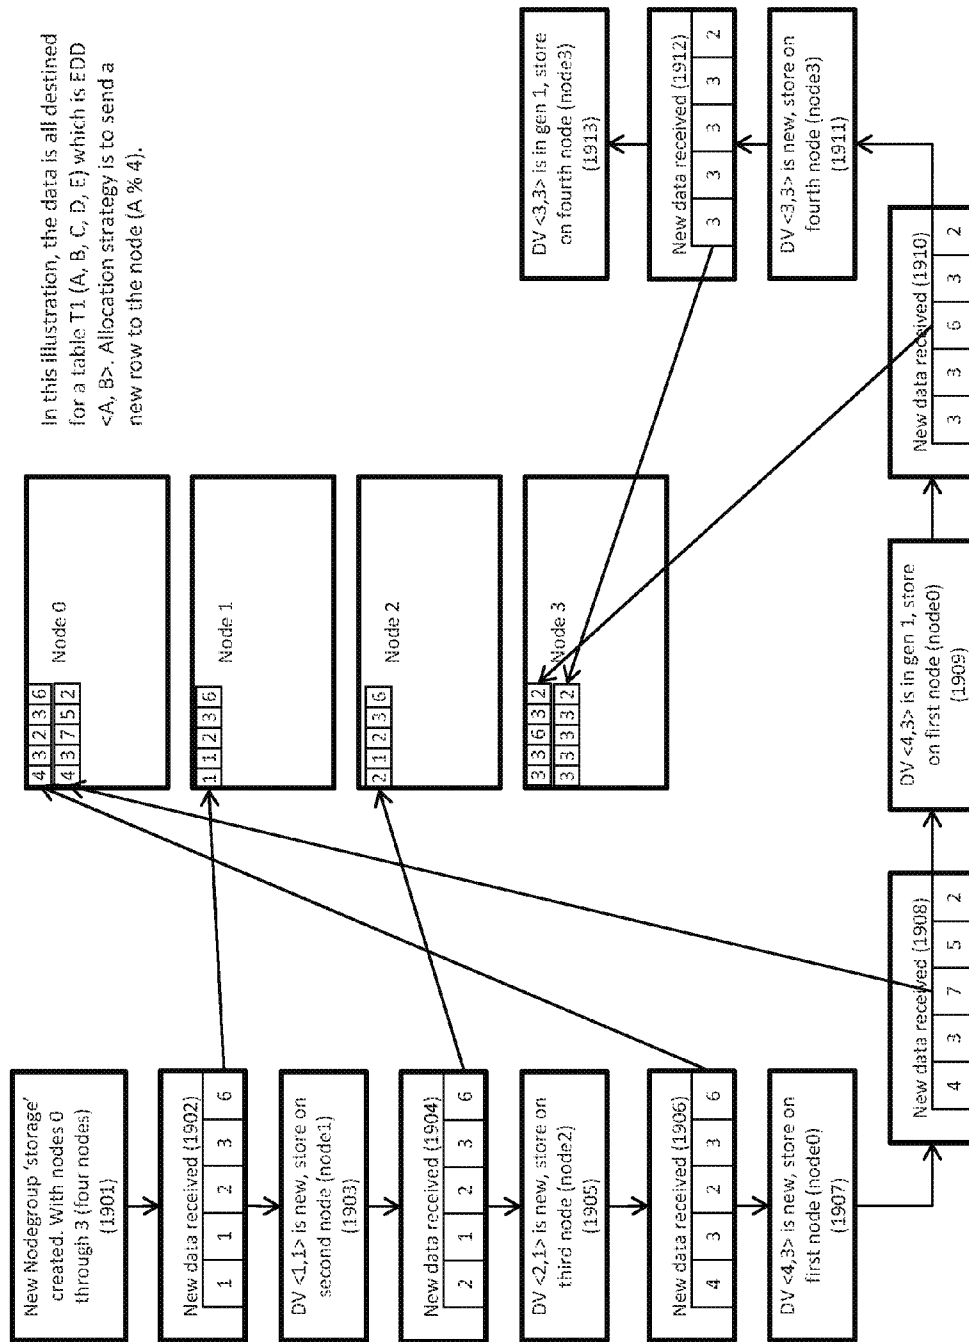 New Nodegroup 'storage'
created. With nodes 0
through 3 (four nodes)
(1901)
New data received (1902)
1 1 2 3 6
DV <1,1> is new, store on
second node (node1)
(1903)
New data received (1904)
2 1 2 3 6
DV <2,1> is new, store on
third node (node2)
(1905)
New data received (1906)
4 3 2 3 6
DV <4,3> is new, store on
first node (node0)
(1907)
New data received (1908)
4 3 7 5 2
DV <4,3> is in gen 1, store
on first node (node0)
(1909)
New data received (1910)
3 3 6 3 2
DV <3,3> is new, store on
fourth node (node3)
(1911)
New data received (1912)
3 3 3 3 2
DV <3,3> is in gen 1, store
on fourth node (node3)
(1913)
4 3 2 3 6
4 3 7 5 2
Node 0
1 1 2 3 6
Node 1
2 1 2 3 6
Node 2
3 3 6 3 2
3 3 3 3 2
Node 3
In this illustration, the data is all destined
for a table T1 (A, B, C, D, E) which is EDD
<A, B>. Allocation strategy is to send a
new row to the node (A % 4).